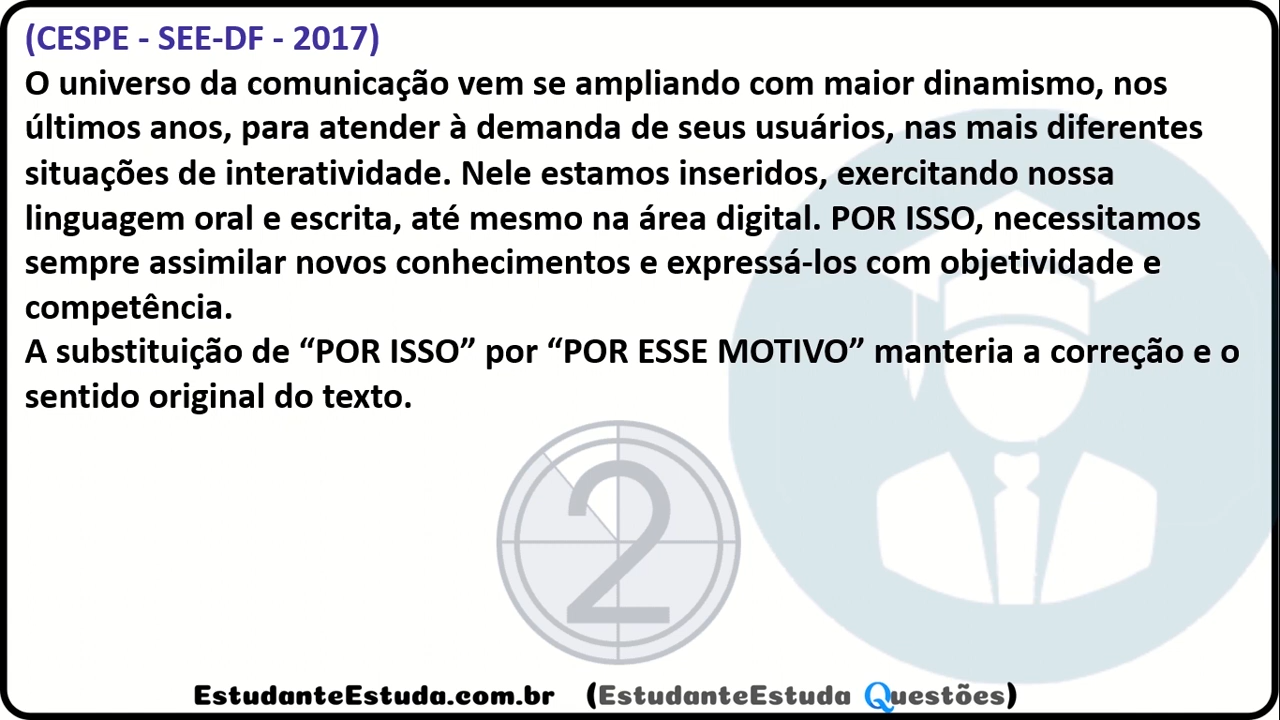 (CESPE - SEE-DF - 2017)
O universo da comunicação vem se ampliando com maior dinamismo, nos
últimos anos, para atender à demanda de seus usuários, nas mais diferentes
situações de interatividade. Nele estamos inseridos, exercitando nossa
linguagem oral e escrita, até mesmo na área digital. POR ISSO, necessitamos
sempre assimilar novos conhecimentos e expressá-los com objetividade e
competência.
A substituição de “POR ISSO” por “POR ESSE MOTIVO” manteria a correção e o
sentido original do texto.
2
EstudanteEstuda.com.br (EstudanteEstuda Questões)